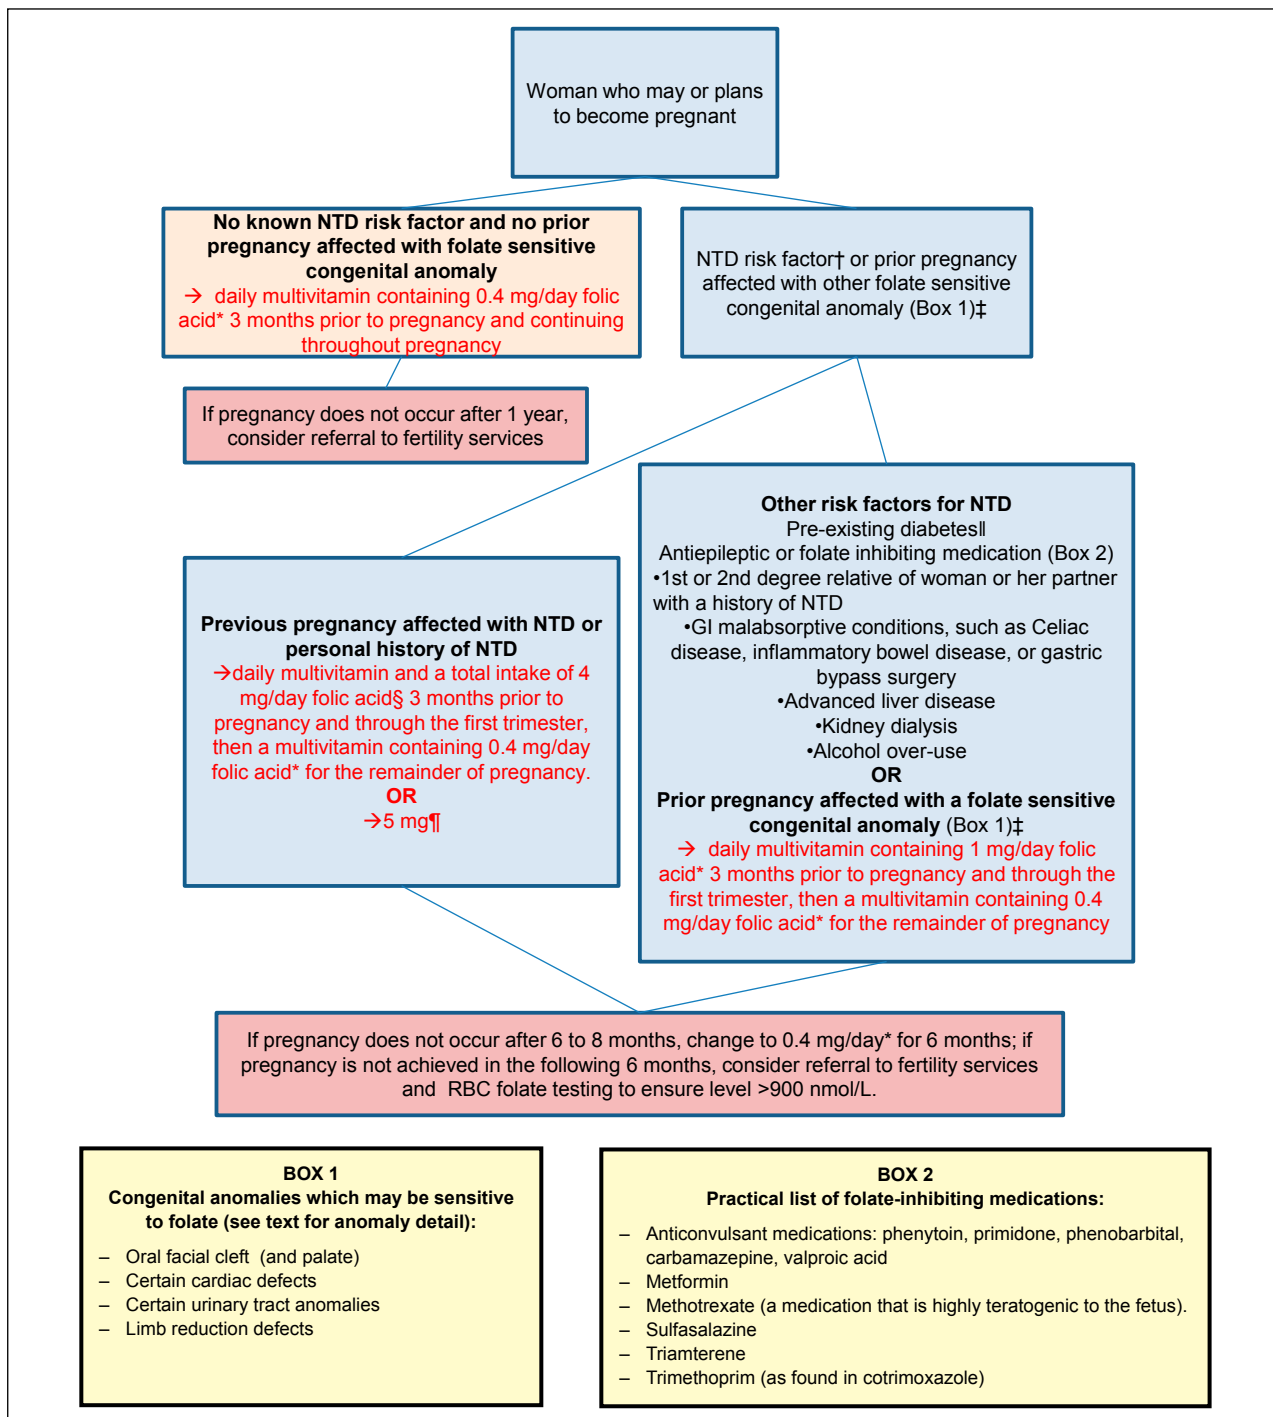 Woman who may or plans
to become pregnant
No known NTD risk factor and no prior
pregnancy affected with folate sensitive
congenital anomaly
→ daily multivitamin containing 0.4 mg/day folic
acid* 3 months prior to pregnancy and continuing
throughout pregnancy
NTD risk factor† or prior pregnancy
affected with other folate sensitive
congenital anomaly (Box 1)‡
If pregnancy does not occur after 1 year,
consider referral to fertility services
Previous pregnancy affected with NTD or
personal history of NTD
→daily multivitamin and a total intake of 4
mg/day folic acid§ 3 months prior to
pregnancy and through the first trimester,
then a multivitamin containing 0.4 mg/day
folic acid* for the remainder of pregnancy.
OR
→5 mg¶
Other risk factors for NTD
Pre-existing diabetes‖
Antiepileptic or folate inhibiting medication (Box 2)
•1st or 2nd degree relative of woman or her partner
with a history of NTD
•GI malabsorptive conditions, such as Celiac
disease, inflammatory bowel disease, or gastric
bypass surgery
•Advanced liver disease
•Kidney dialysis
•Alcohol over-use
OR
Prior pregnancy affected with a folate sensitive
congenital anomaly (Box 1)‡
→ daily multivitamin containing 1 mg/day folic
acid* 3 months prior to pregnancy and through the
first trimester, then a multivitamin containing 0.4
mg/day folic acid* for the remainder of pregnancy
If pregnancy does not occur after 6 to 8 months, change to 0.4 mg/day* for 6 months; if
pregnancy is not achieved in the following 6 months, consider referral to fertility services
and RBC folate testing to ensure level >900 nmol/L.
BOX 1
Congenital anomalies which may be sensitive
to folate (see text for anomaly detail):
– Oral facial cleft (and palate)
– Certain cardiac defects
– Certain urinary tract anomalies
– Limb reduction defects
BOX 2
Practical list of folate-inhibiting medications:
– Anticonvulsant medications: phenytoin, primidone, phenobarbital,
carbamazepine, valproic acid
– Metformin
– Methotrexate (a medication that is highly teratogenic to the fetus).
– Sulfasalazine
– Triamterene
– Trimethoprim (as found in cotrimoxazole)